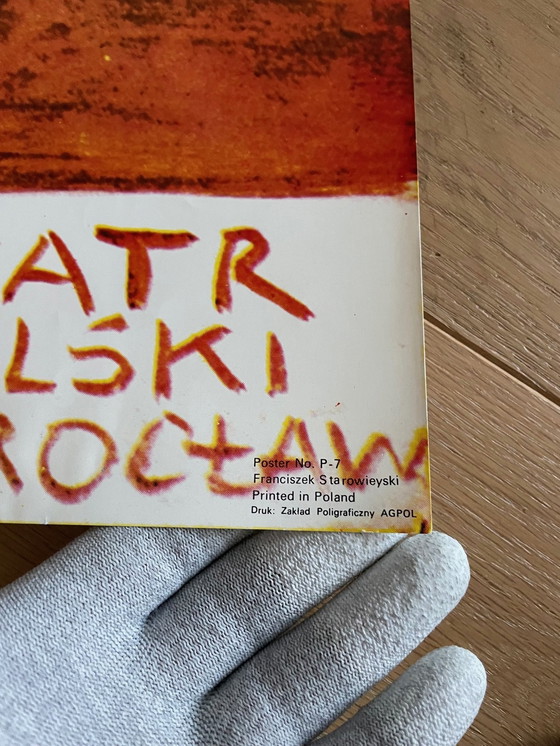 ATR
LSKI
ROCŁAW
Poster No. P-7
Franciszek Starowieyski
Printed in Poland
Druk: Zakład Poligraficzny AGPOL